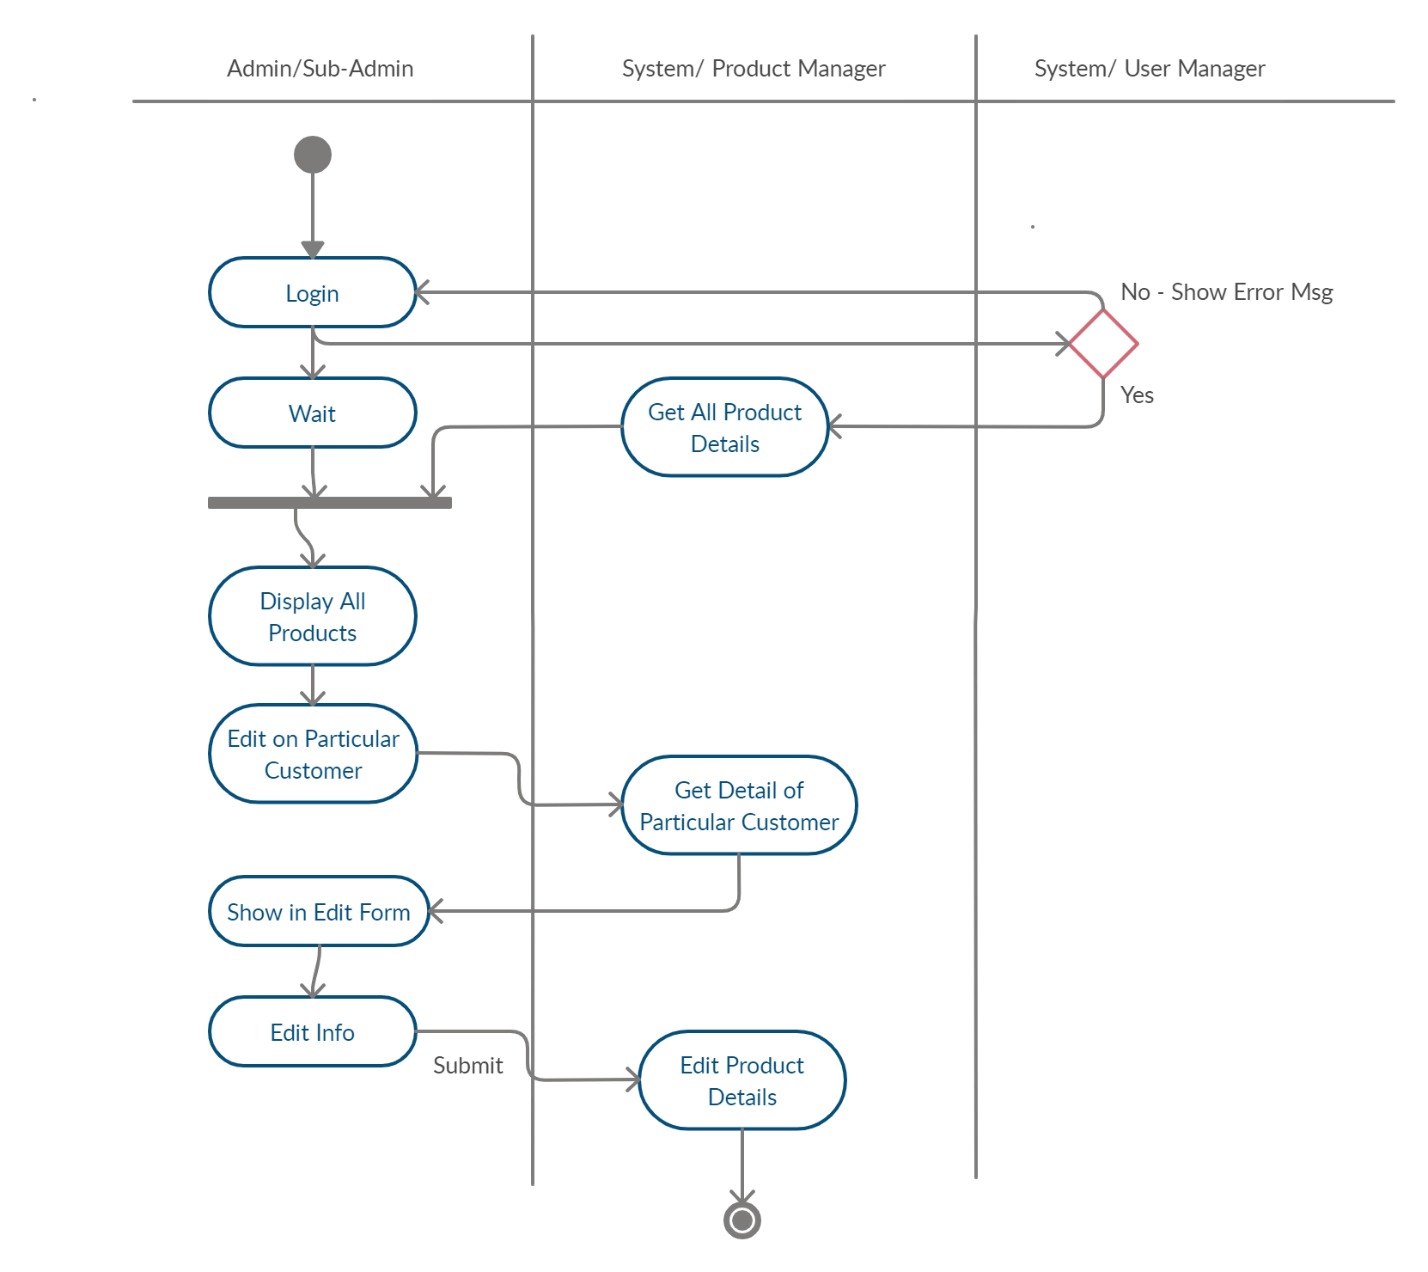 Admin/Sub-Admin
System/ Product Manager
System/ User Manager
Login
No - Show Error Msg
Wait
Yes
Get All Product
Details
Display All
Products
Edit on Particular
Customer
Get Detail of
Particular Customer
Show in Edit Form
Edit Info
Submit
Edit Product
Details